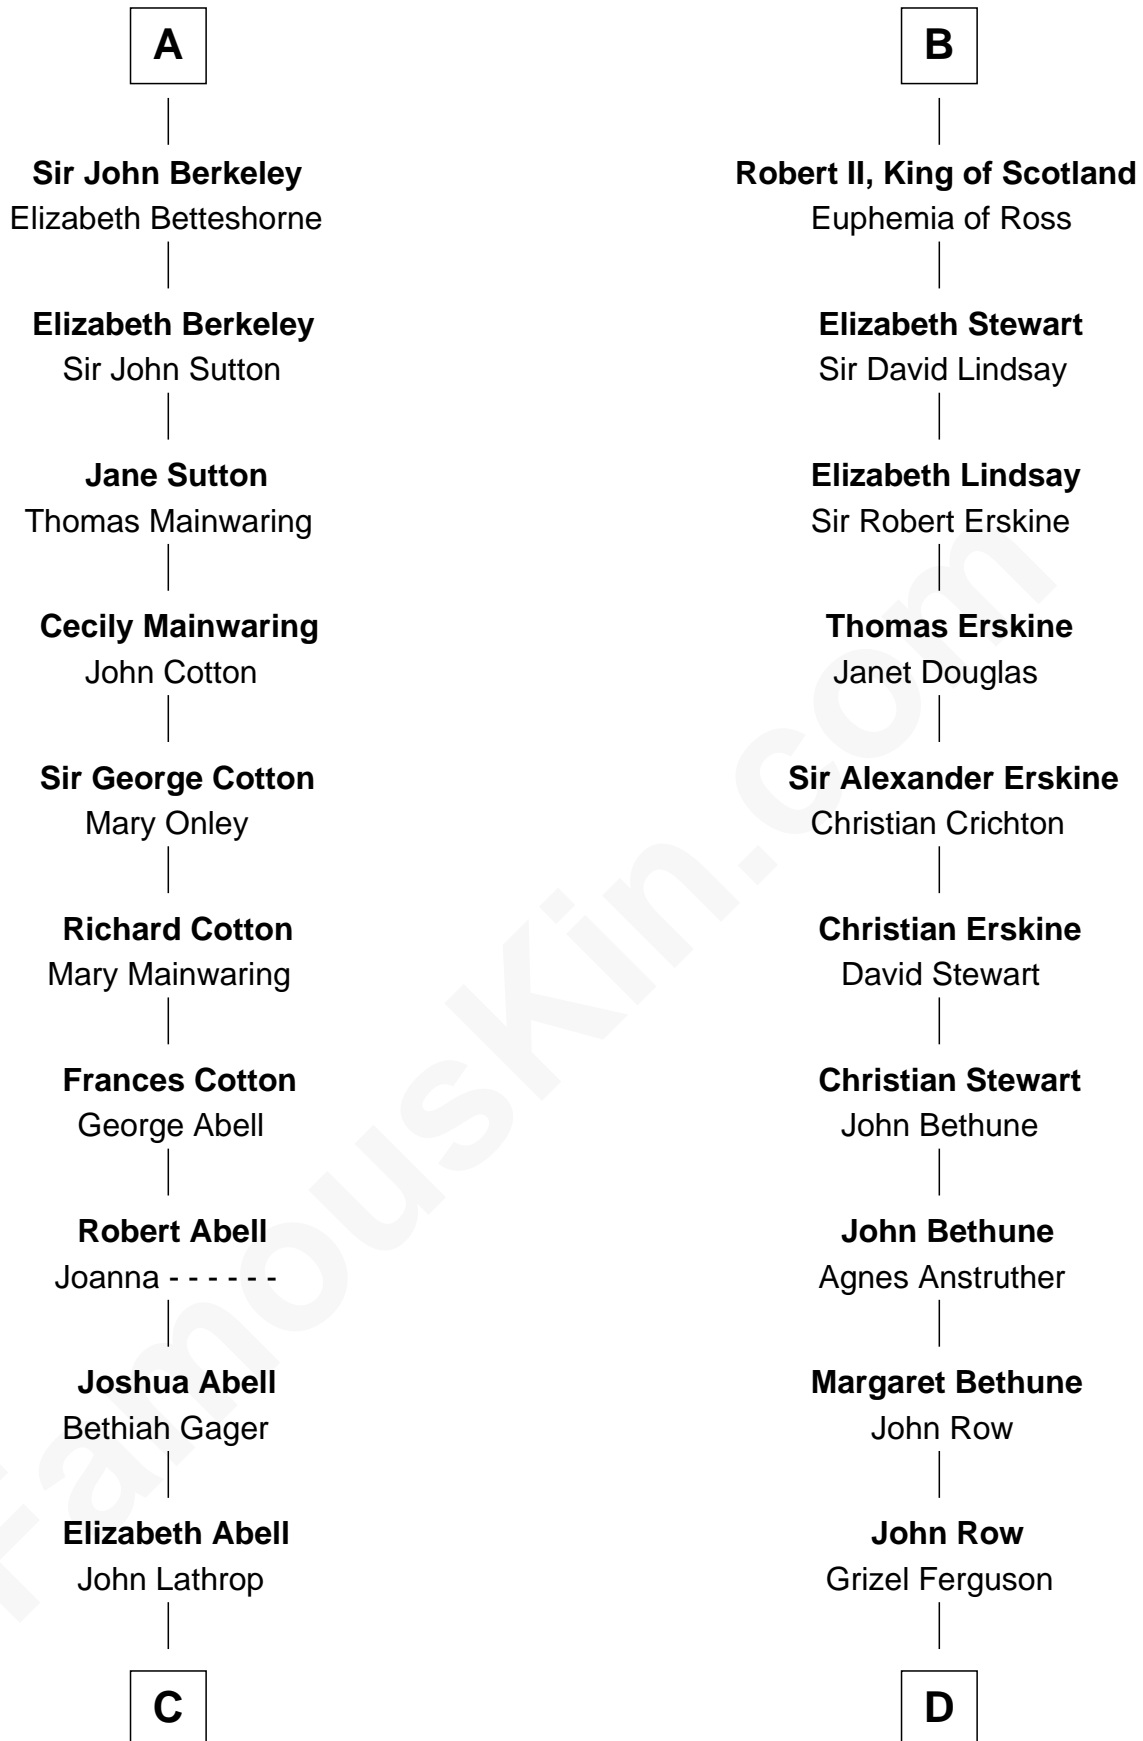 A
Sir John Berkeley
Elizabeth Betteshorne
Elizabeth Berkeley
Sir John Sutton
Jane Sutton
Thomas Mainwaring
Cecily Mainwaring
John Cotton
Sir George Cotton
Mary Onley
Richard Cotton
Mary Mainwaring
Frances Cotton
George Abell
Robert Abell
Joanna - - - - - -
Joshua Abell
Bethiah Gager
Elizabeth Abell
John Lathrop
C
B
Robert II, King of Scotland
Euphemia of Ross
Elizabeth Stewart
Sir David Lindsay
Elizabeth Lindsay
Sir Robert Erskine
Thomas Erskine
Janet Douglas
Sir Alexander Erskine
Christian Crichton
Christian Erskine
David Stewart
Christian Stewart
John Bethune
John Bethune
Agnes Anstruther
Margaret Bethune
John Row
John Row
Grizel Ferguson
D
FamousKin.com